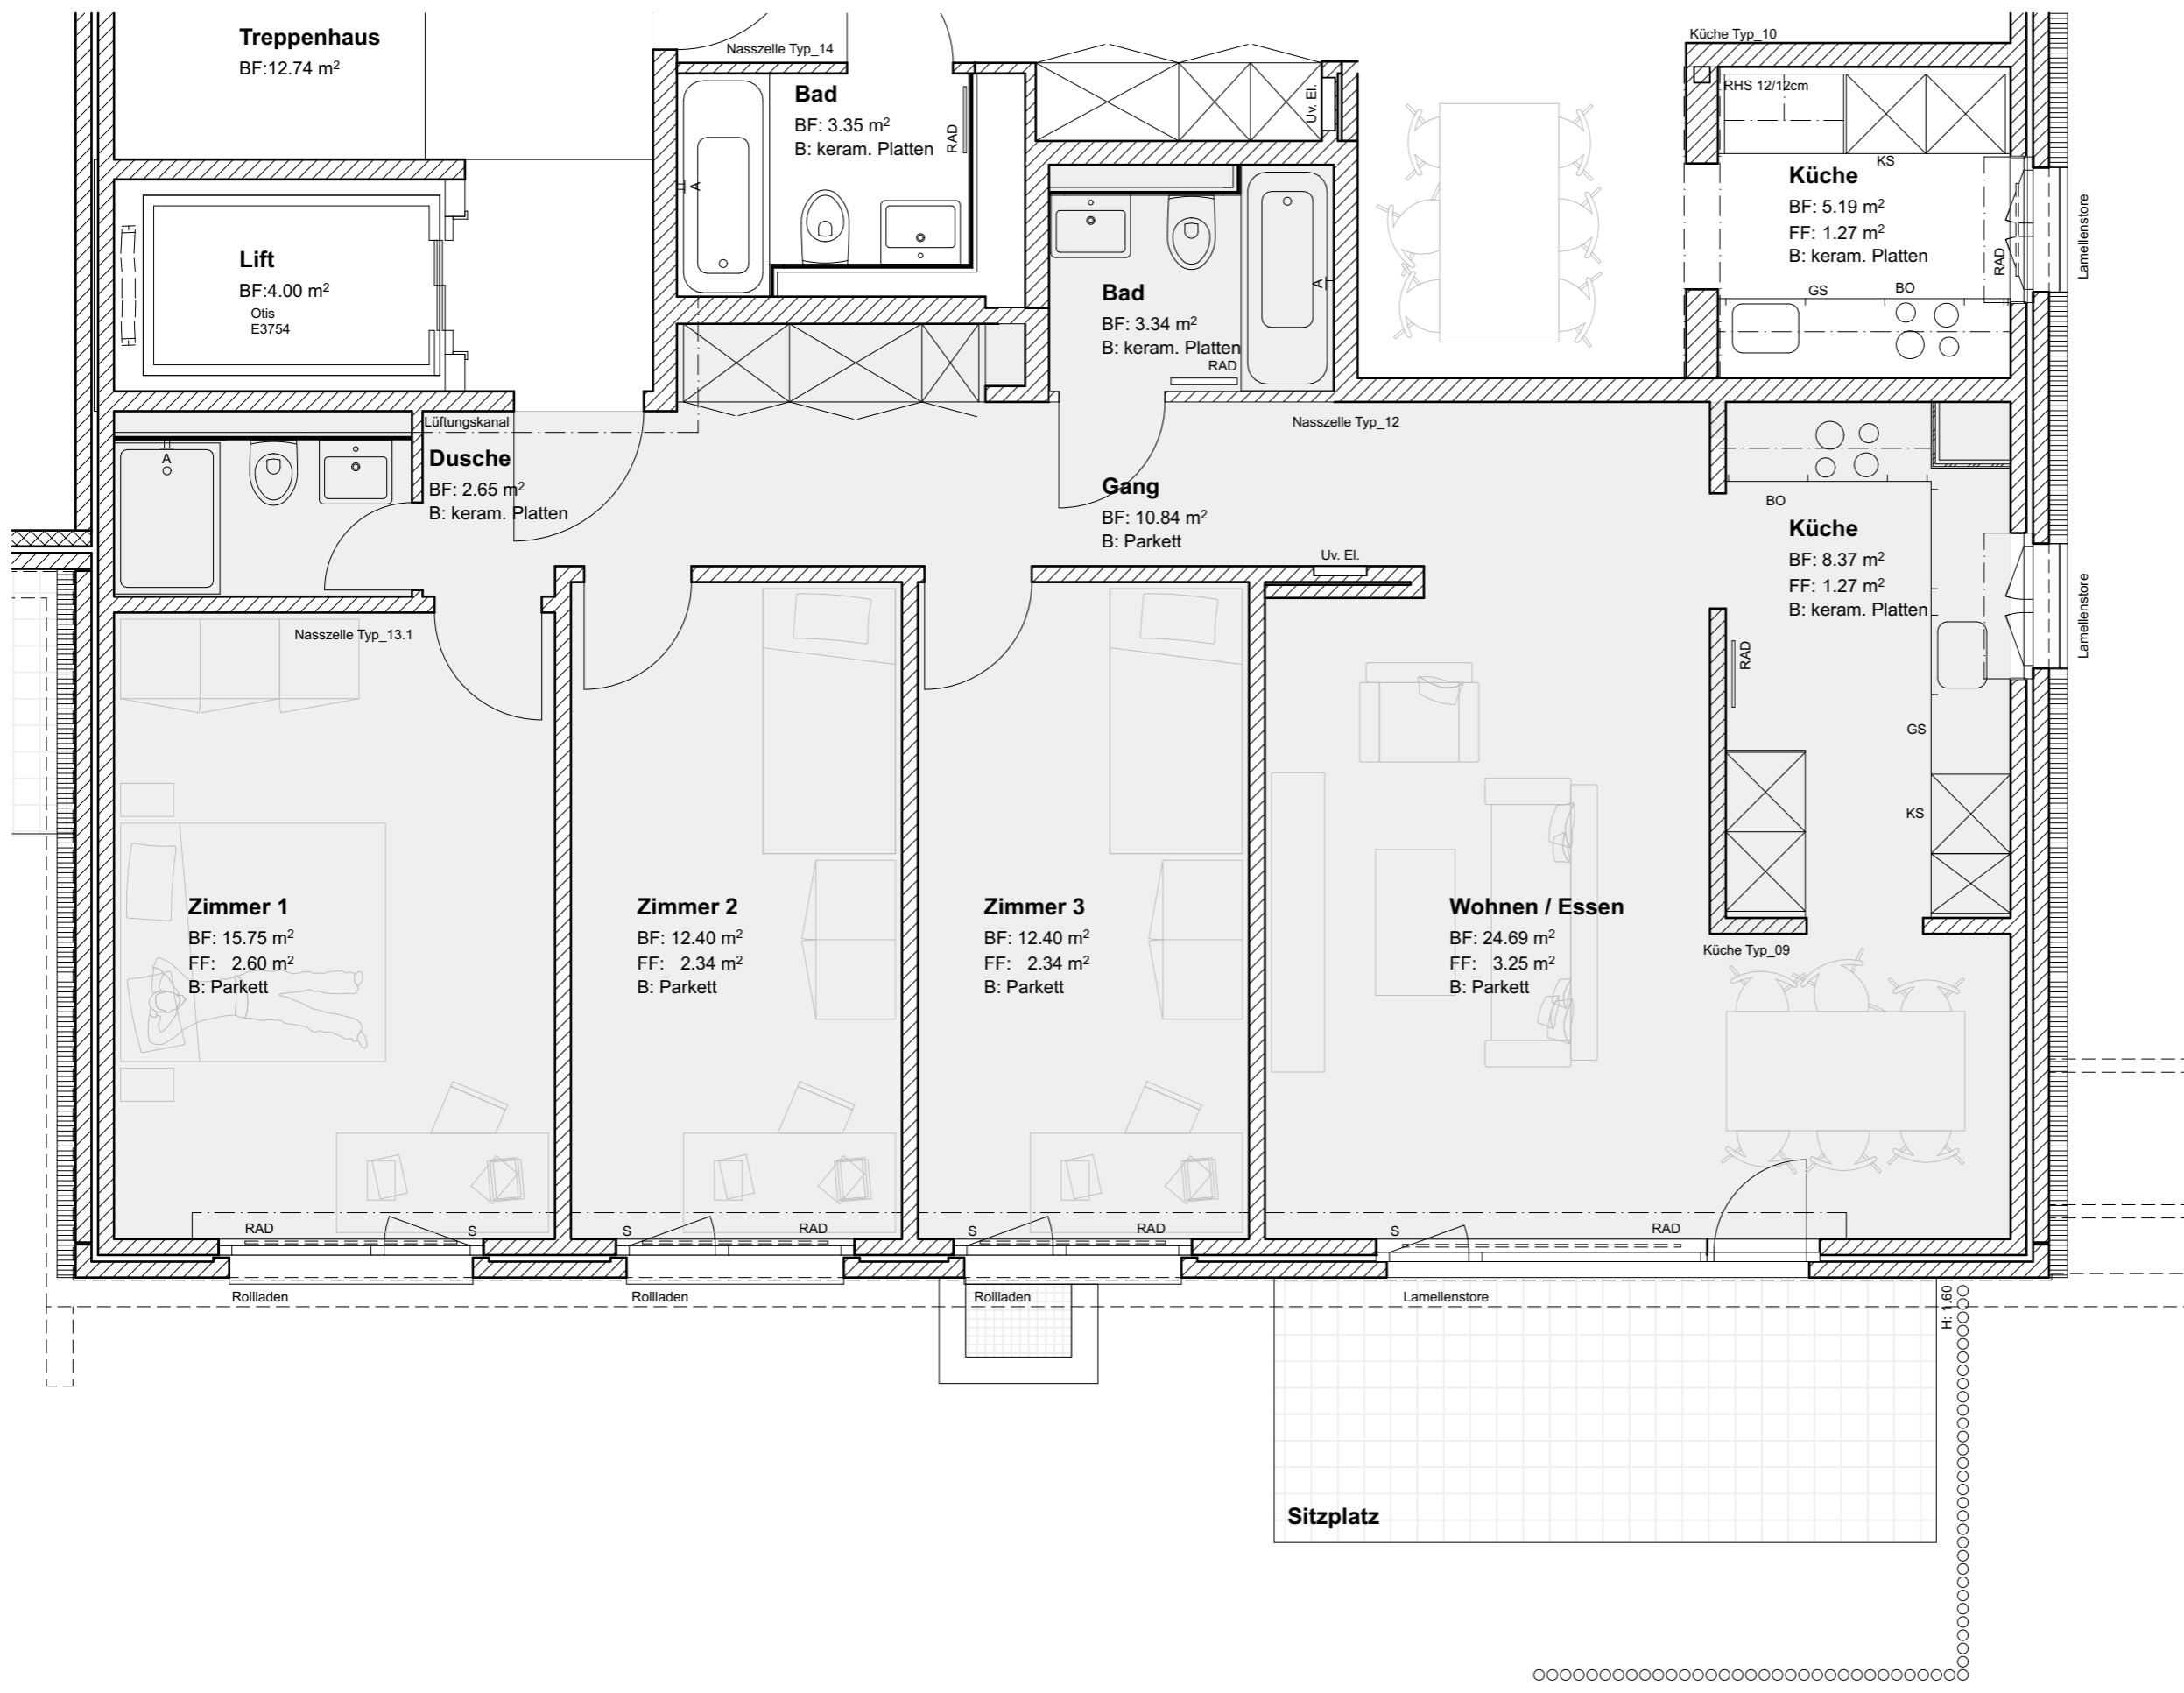 Treppenhaus
BF:12.74 m²
Nasszelle Typ_14
Bad
BF: 3.35 m²
B: keram. Platten
RAD
A
Uv. El.
Küche Typ_10
RHS 12/12cm
KS
Küche
BF: 5.19 m²
FF: 1.27 m²
B: keram. Platten
RAD
GS
BO
Lamellenstore
Lift
BF:4.00 m²
Otis
E3754
Bad
BF: 3.34 m²
B: keram. Platten
RAD
A
Lüftungskanal
Nasszelle Typ_12
A
Dusche
BF: 2.65 m²
B: keram. Platten
Gang
BF: 10.84 m²
B: Parkett
Uv. El.
BO
Küche
BF: 8.37 m²
FF: 1.27 m²
B: keram. Platten
Lamellenstore
Nasszelle Typ_13.1
RAD
GS
KS
Zimmer 1
BF: 15.75 m²
FF: 2.60 m²
B: Parkett
Zimmer 2
BF: 12.40 m²
FF: 2.34 m²
B: Parkett
Zimmer 3
BF: 12.40 m²
FF: 2.34 m²
B: Parkett
Wohnen / Essen
BF: 24.69 m²
FF: 3.25 m²
B: Parkett
Küche Typ_09
RAD
S
S
RAD
S
RAD
S
RAD
Rollladen
Rollladen
Rollladen
Lamellenstore
H: 1.60
Sitzplatz